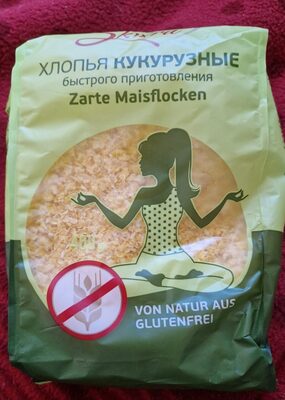 ХЛОПЬЯ КУКУРУЗНЫЕ
быстрого приготовления
Zarte Maisflocken
VON NATUR AUS
GLUTENFREI